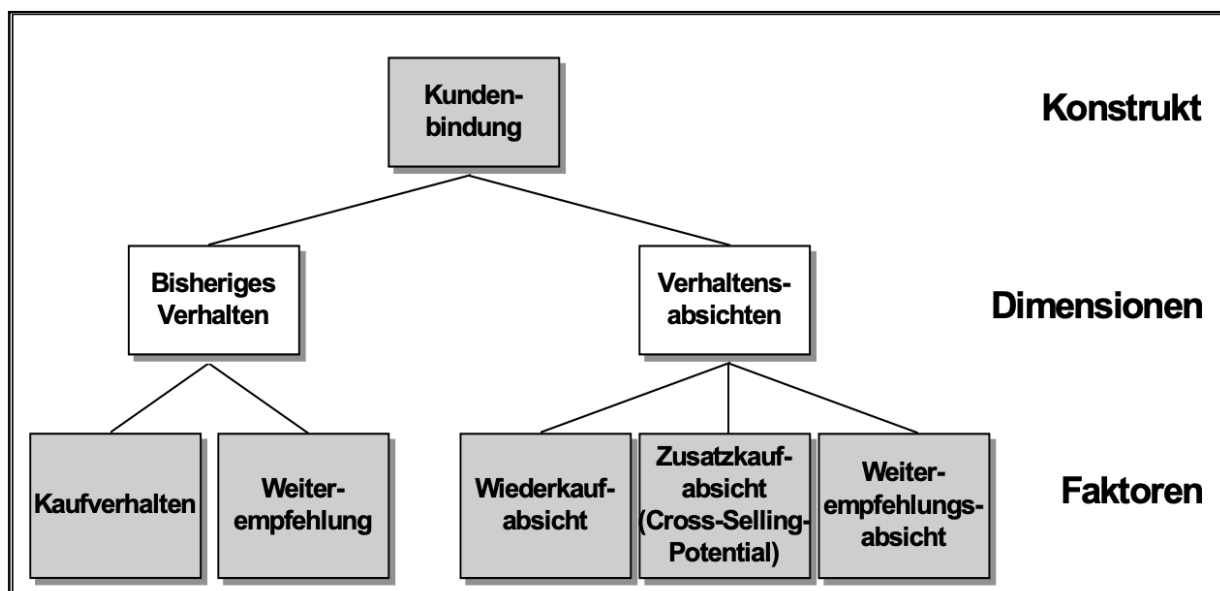 Kunden-
bindung
Konstrukt
Bisheriges
Verhalten
Verhaltens-
absichten
Dimensionen
Kaufverhalten
Weiter-
empfehlung
Wiederkauf-
absicht
Zusatzkauf-
absicht
(Cross-Selling-
Potential)
Weiter-
empfehlungs-
absicht
Faktoren